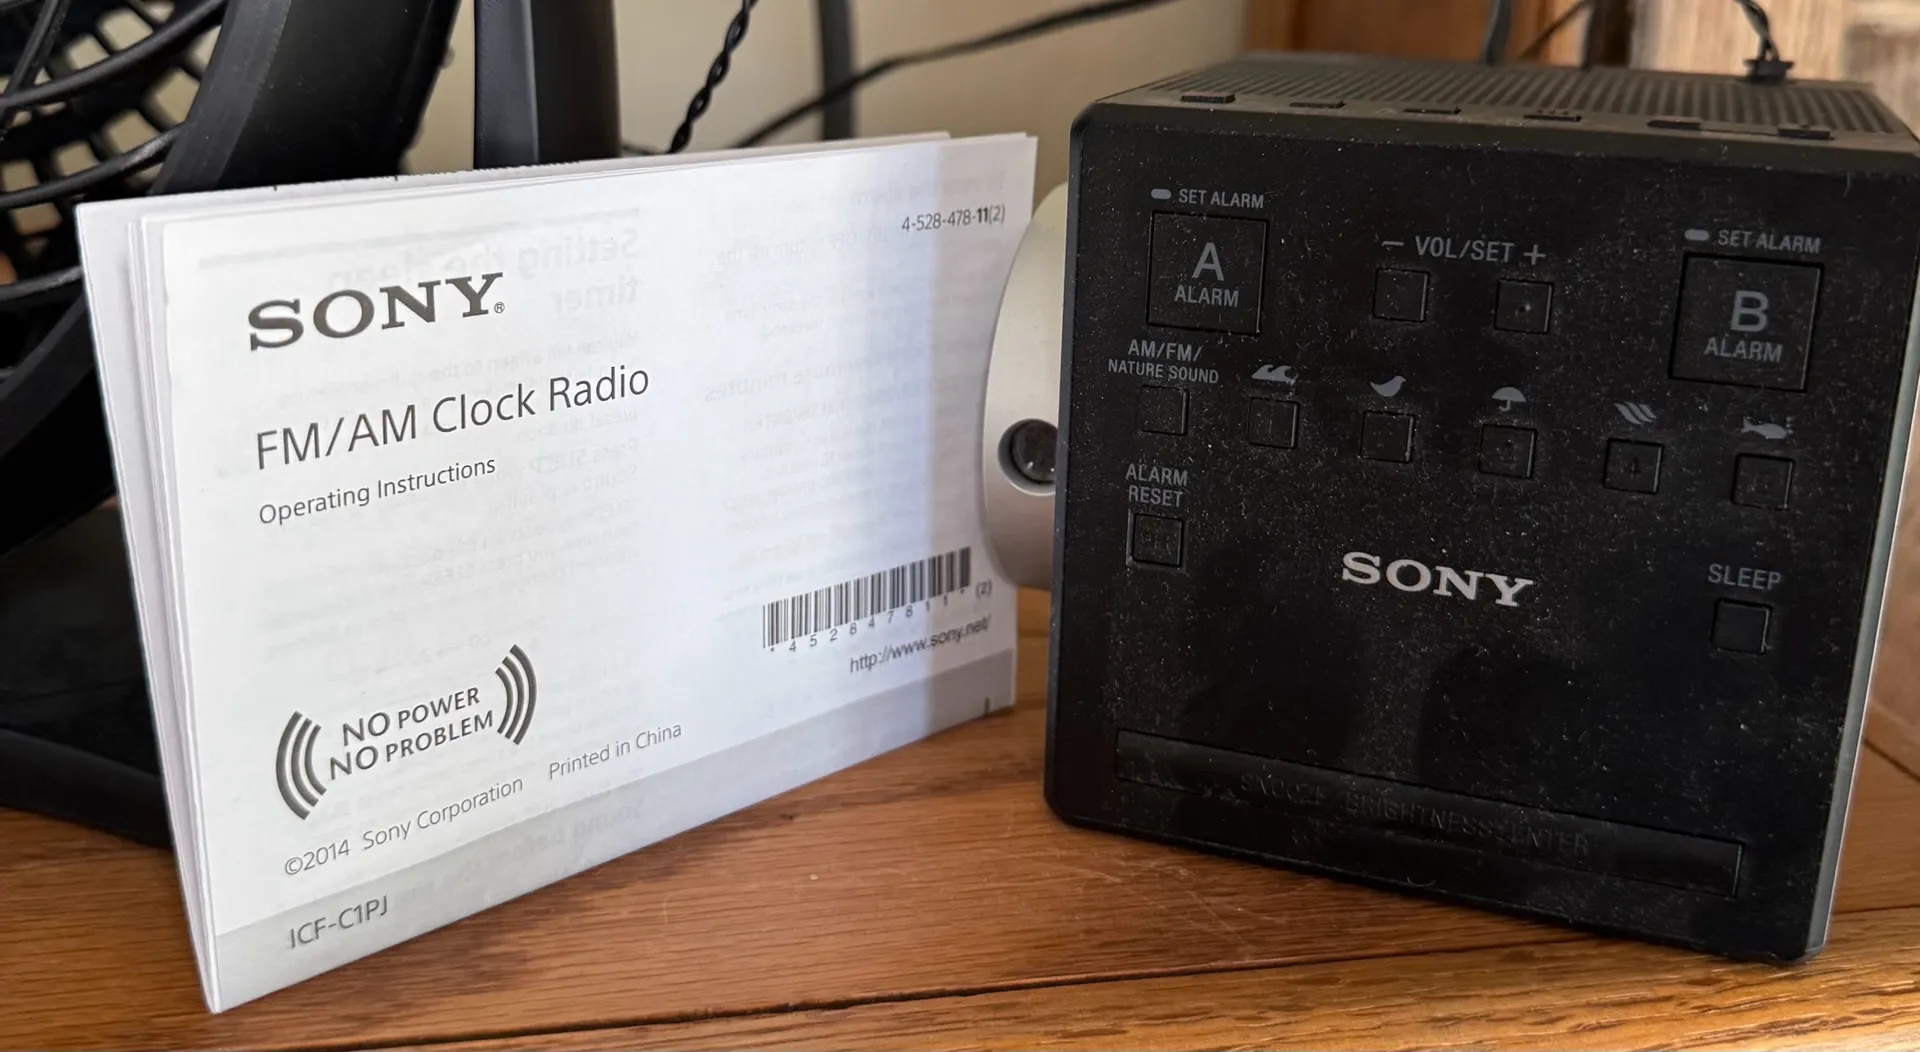 4-528-478-11(2)
SONY®
FM/AM Clock Radio
Operating Instructions
*452847811*(2)
http://www.sony.net/
NO POWER
NO PROBLEM
©2014 Sony Corporation Printed in China
ICF-C1PJ
SET ALARM
A
ALARM
– VOL/SET +
SET ALARM
B
ALARM
AM/FM/
NATURE SOUND
ALARM
RESET
SONY
SLEEP
SNOOZE BRIGHTNESS ENTER